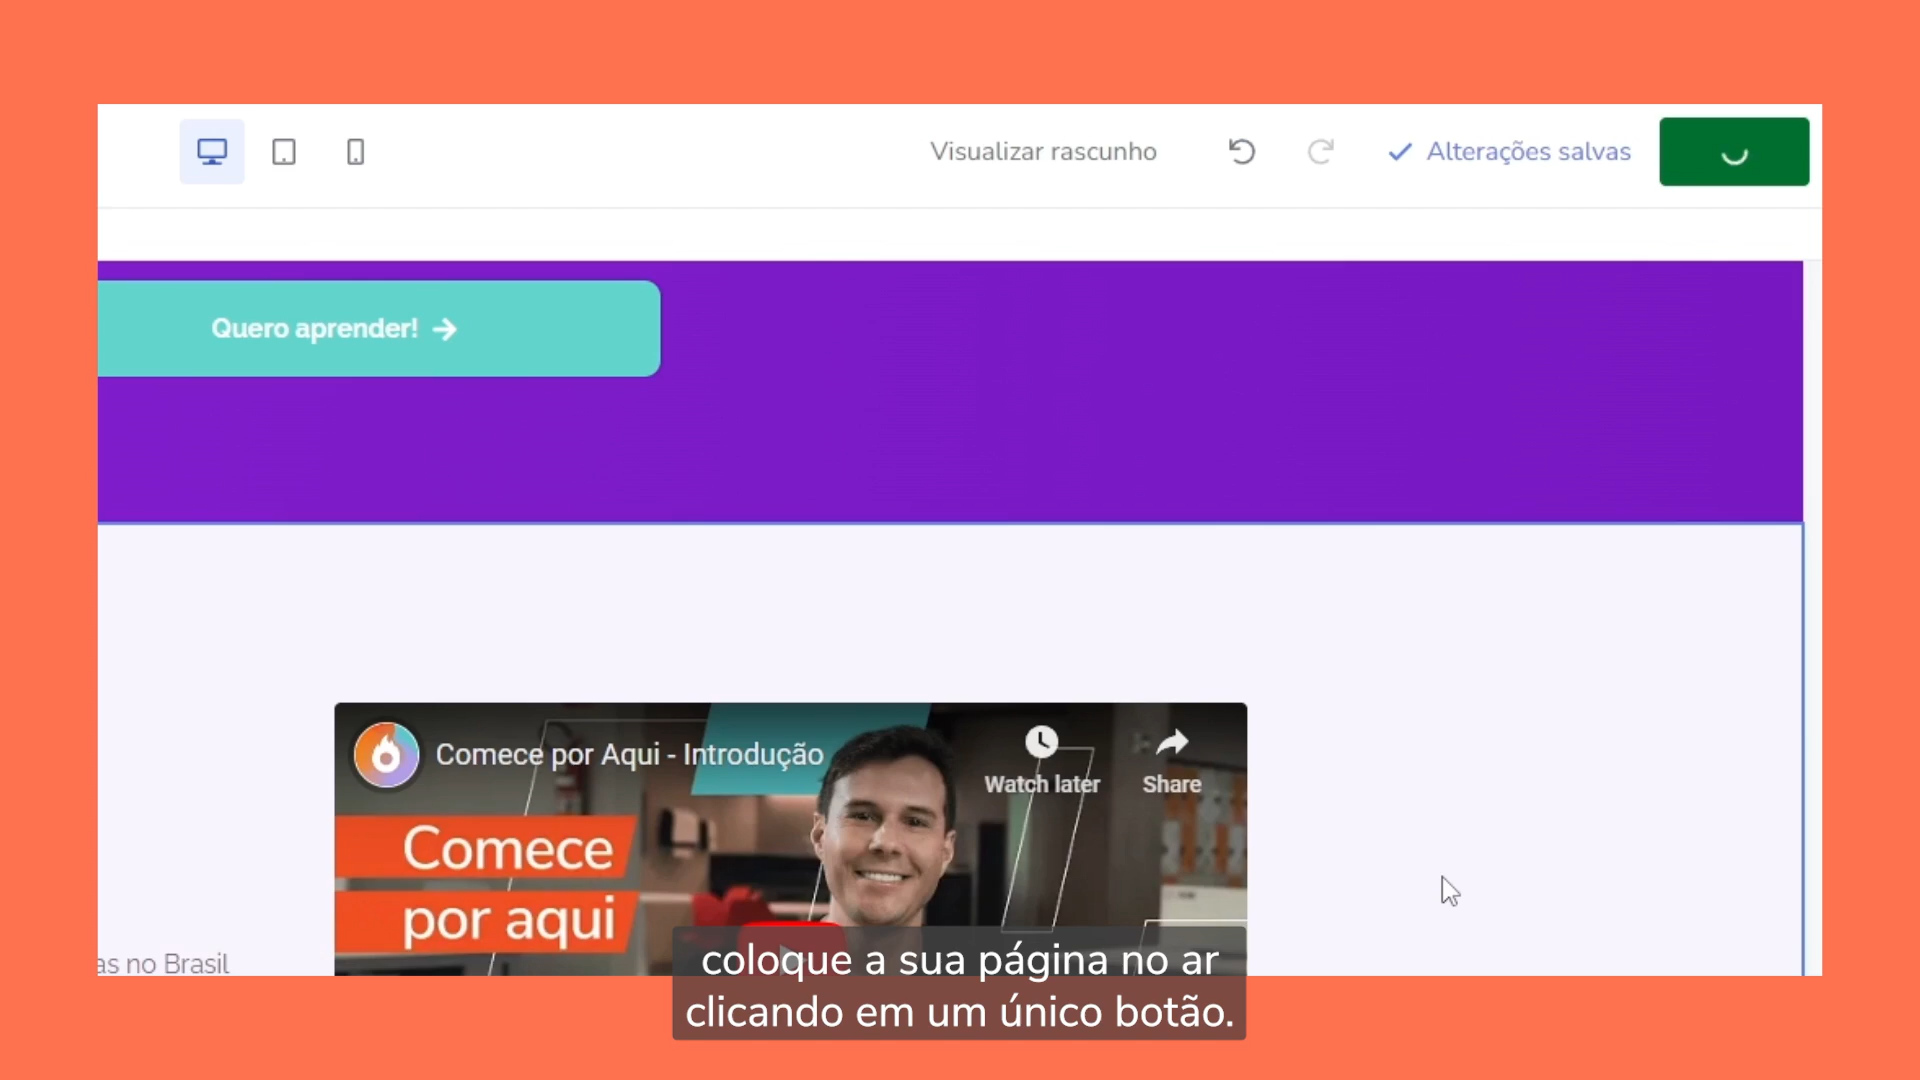 Visualizar rascunho
Alterações salvas
Quero aprender!
Comece por Aqui - Introdução
Watch later
Share
Comece
por aqui
as no Brasil
coloque a sua página no ar
clicando em um único botão.